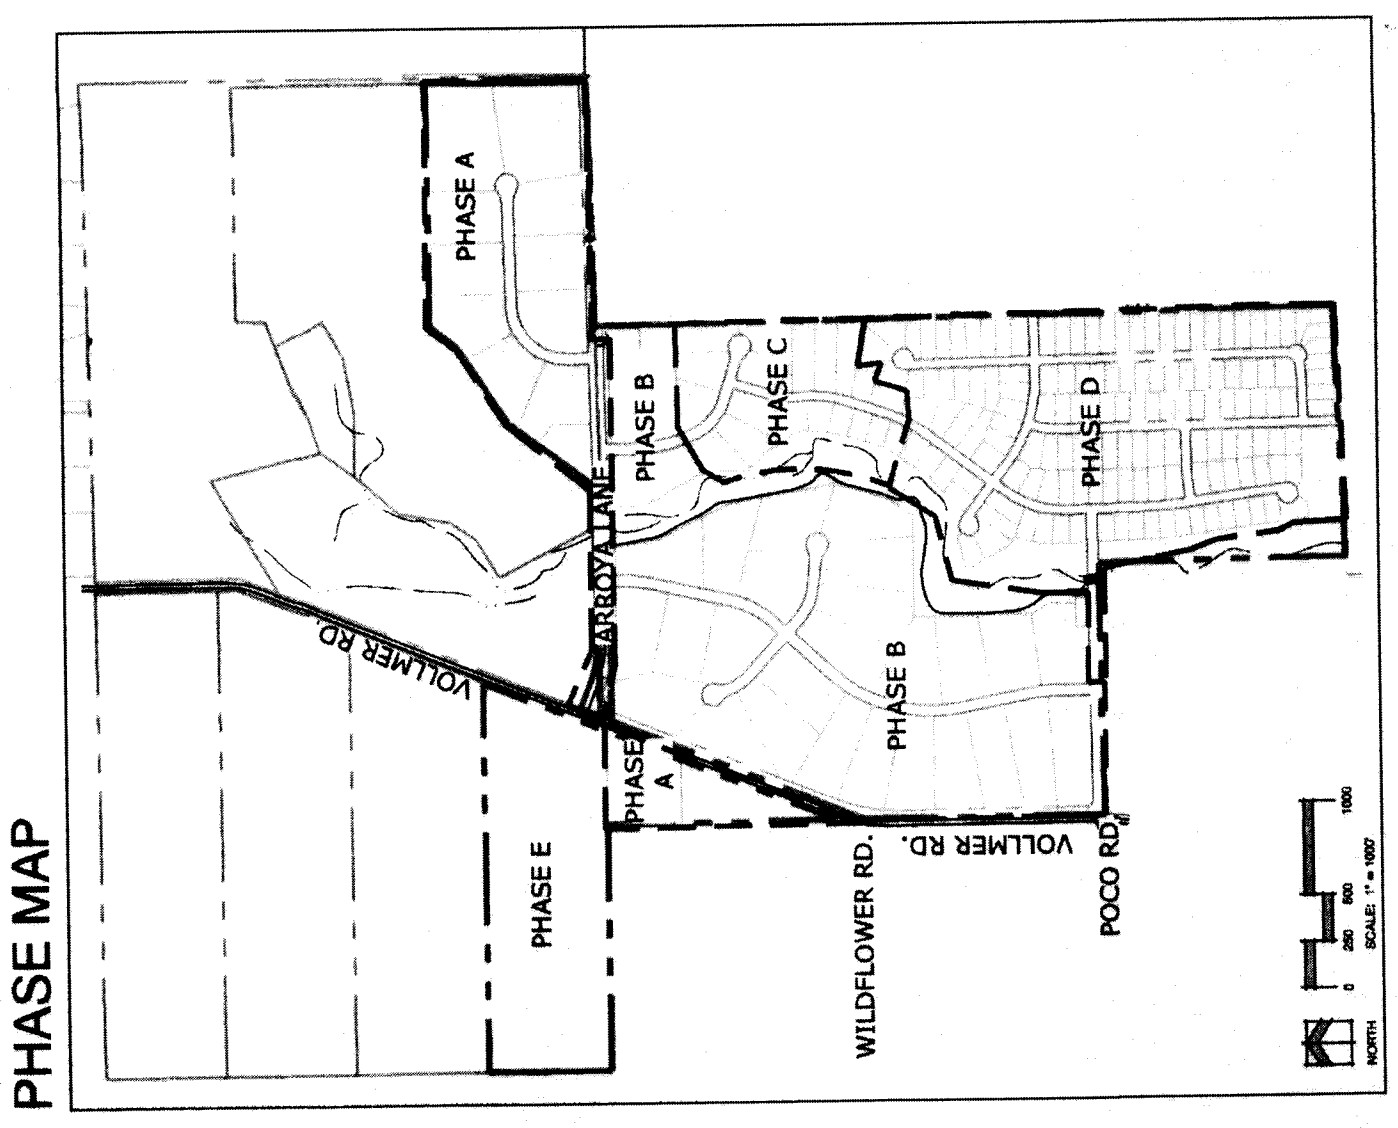 PHASE MAP
PHASE A
PHASE B
PHASE C
PHASE D
ARROYA LANE
VOLLMER RD.
PHASE
A
PHASE B
PHASE E
VOLLMER RD.
WILDFLOWER RD.
POCO RD.
NORTH
0 250 500 1000
SCALE: 1" = 1000'